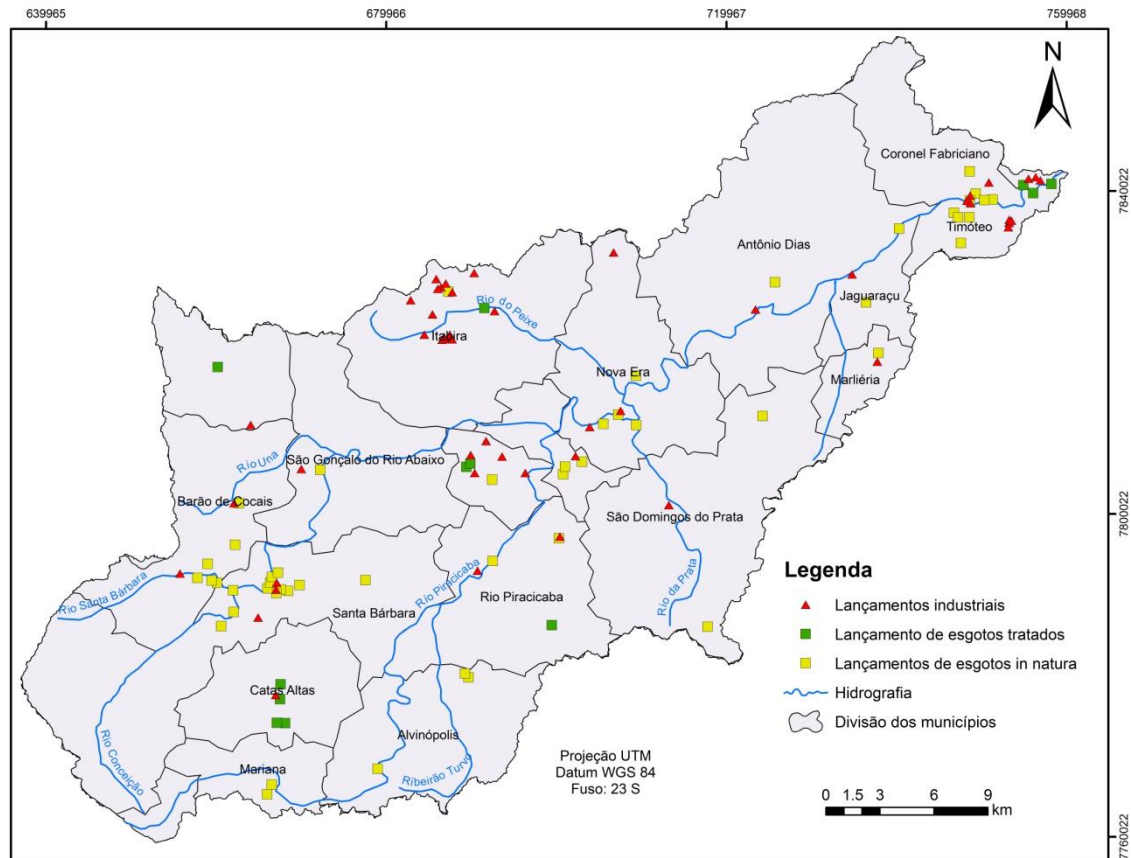 639965
679966
719967
759968
N
Coronel Fabriciano
7840022
Timóteo
Antônio Dias
Jaguaraçu
Rio do Peixe
Itabira
Nova Era
Marliéria
Rio Una
São Gonçalo do Rio Abaixo
Barão de Cocais
São Domingos do Prata
7800022
Rio Santa Bárbara
Santa Bárbara
Rio Piracicaba
Rio Piracicaba
Rio da Prata
Catas Altas
Rio Conceição
Alvinópolis
Mariana
Ribeirão Turvo
Legenda
Lançamentos industriais
Lançamento de esgotos tratados
Lançamentos de esgotos in natura
Hidrografia
Divisão dos municípios
Projeção UTM
Datum WGS 84
Fuso: 23 S
0 1.5 3 6 9
km
7760022